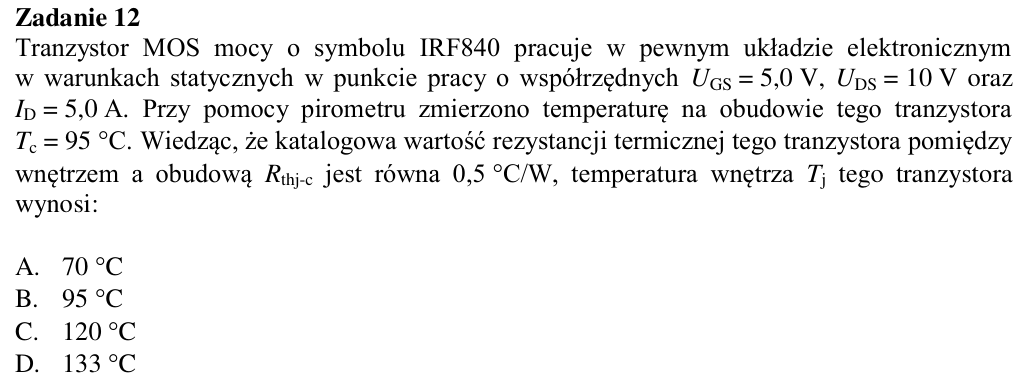 Zadanie 12
Tranzystor MOS mocy o symbolu IRF840 pracuje w pewnym układzie elektronicznym
w warunkach statycznych w punkcie pracy o współrzędnych UGS = 5,0 V, UDS = 10 V oraz
ID = 5,0 A. Przy pomocy pirometru zmierzono temperaturę na obudowie tego tranzystora
Tc = 95 °C. Wiedząc, że katalogowa wartość rezystancji termicznej tego tranzystora pomiędzy
wnętrzem a obudową Rthj-c jest równa 0,5 °C/W, temperatura wnętrza Tj tego tranzystora
wynosi:
A. 70 °C
B. 95 °C
C. 120 °C
D. 133 °C